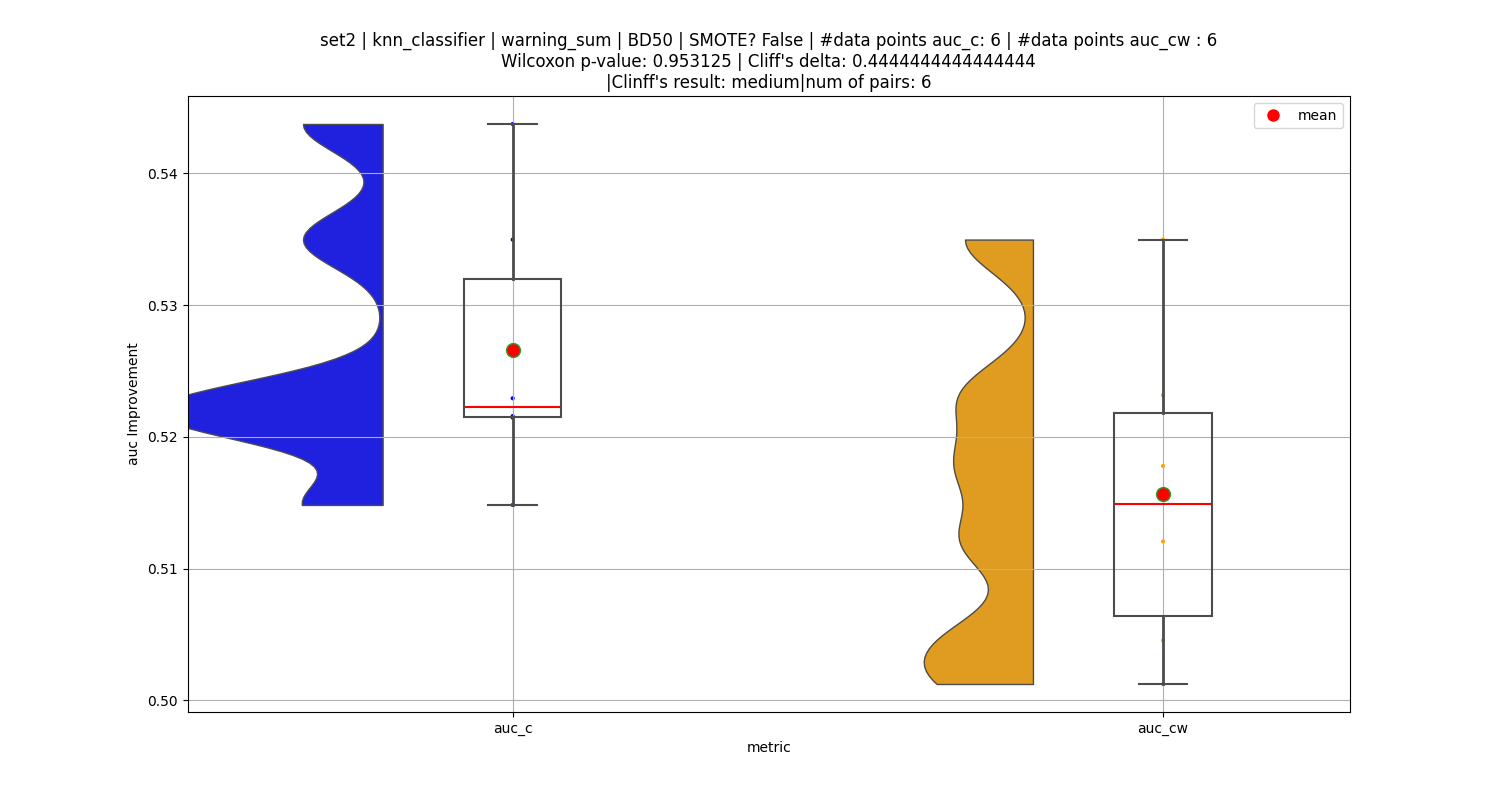 set2 | knn_classifier | warning_sum | BD50 | SMOTE? False | #data points auc_c: 6 | #data points auc_cw : 6
Wilcoxon p-value: 0.953125 | Cliff's delta: 0.4444444444444444
|Clinff's result: medium|num of pairs: 6
mean
0.54
0.53
0.52
0.51
0.50
auc Improvement
auc_c
auc_cw
metric